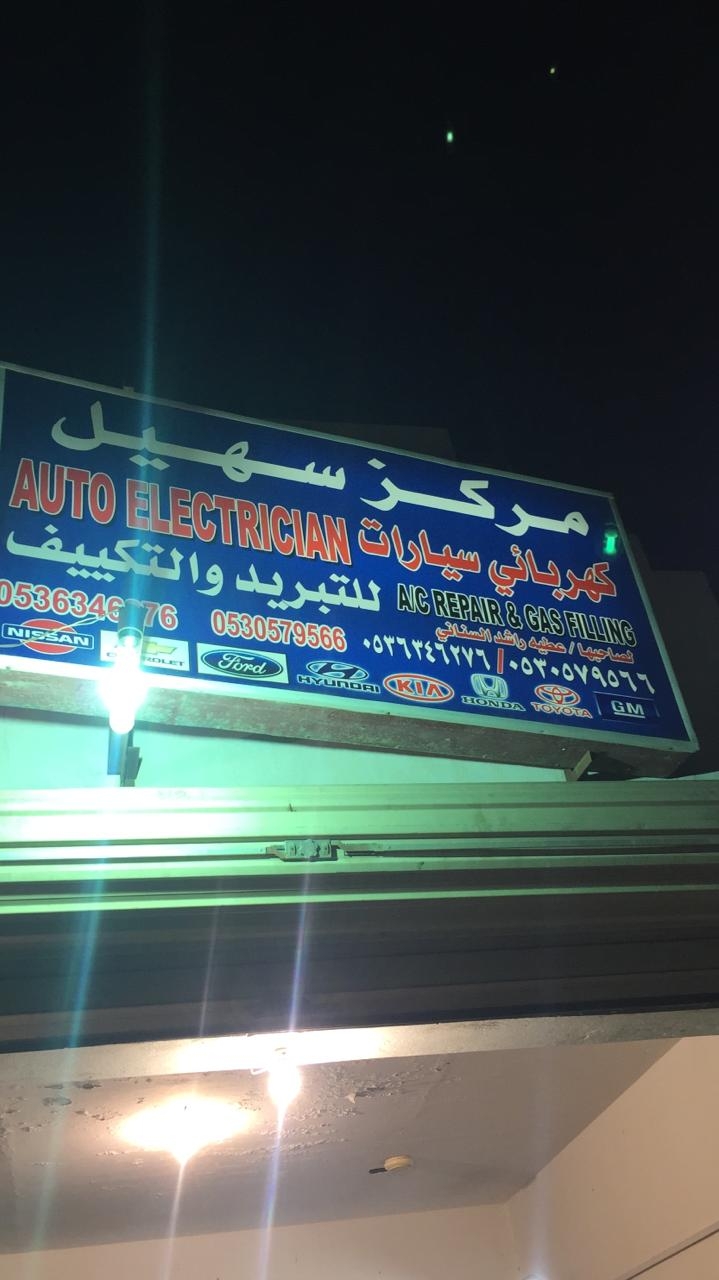 مركز سهيل
كهربائي سيارات AUTO ELECTRICIAN
للتبريد والتكييف A/C REPAIR & GAS FILLING
لصاحبها / عطيه راشد السناني
0530579566
٠٥٣٦٣٤٦٢٧٦ / ٠٥٣٠٥٧٩٥٦٦
NISSAN
CHEVROLET
Ford
HYUNDAI
KIA
HONDA
TOYOTA
GM